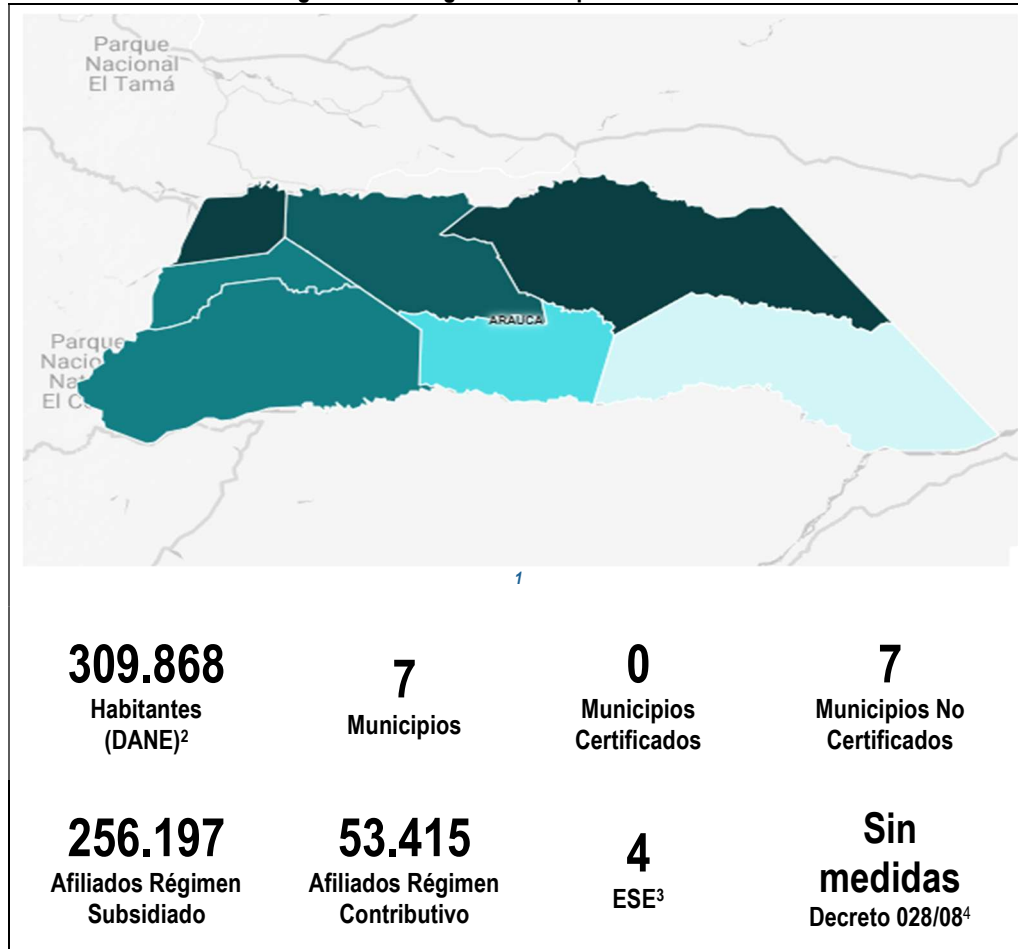 Parque
Nacional
El Tamá
ARAUCA
Parque
El
1
309.868
Habitantes
(DANE)2
7
Municipios
0
Municipios
Certificados
7
Municipios No
Certificados
256.197
Afiliados Régimen
Subsidiado
53.415
Afiliados Régimen
Contributivo
4
ESE3
Sin
medidas
Decreto 028/084